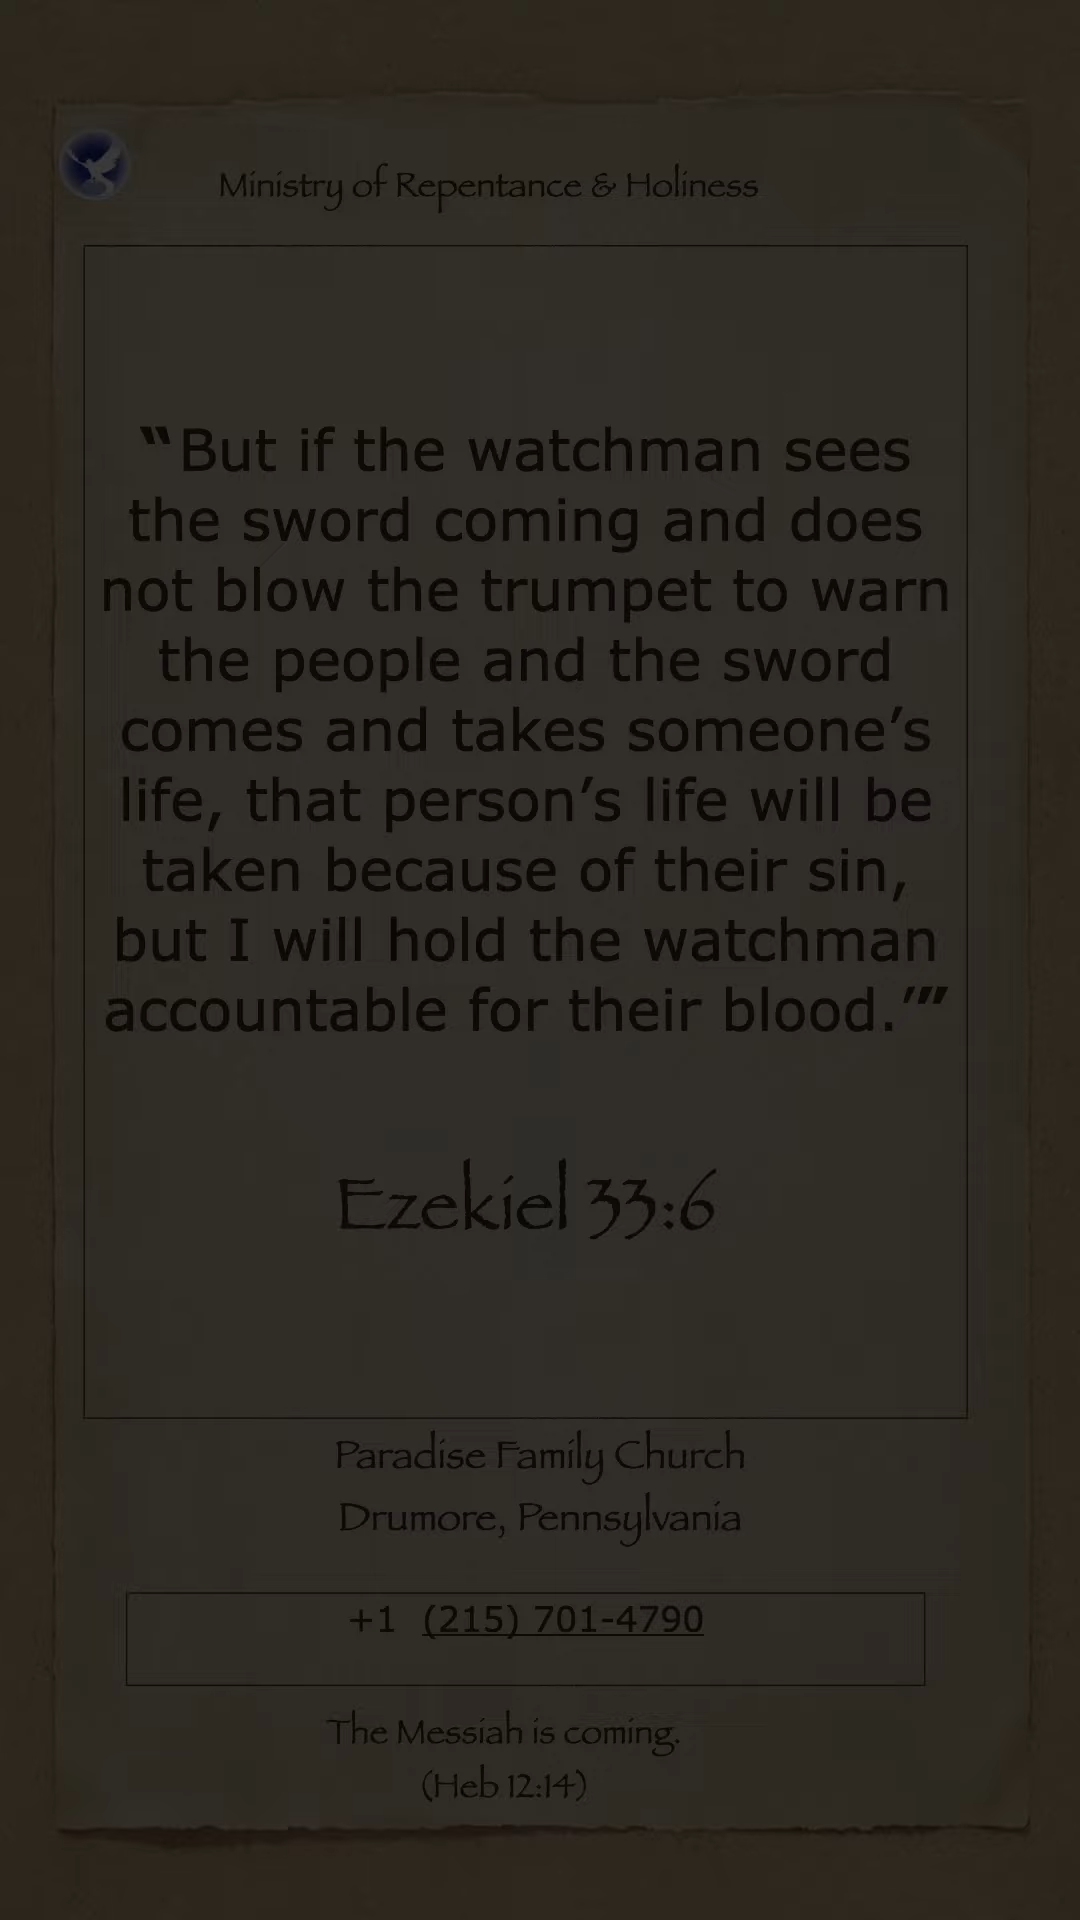 Ministry of Repentance & Holiness
“But if the watchman sees
the sword coming and does
not blow the trumpet to warn
the people and the sword
comes and takes someone’s
life, that person’s life will be
taken because of their sin,
but I will hold the watchman
accountable for their blood.’”
Ezekiel 33:6
Paradise Family Church
Drumore, Pennsylvania
+1 (215) 701-4790
The Messiah is coming.
(Heb 12:14)